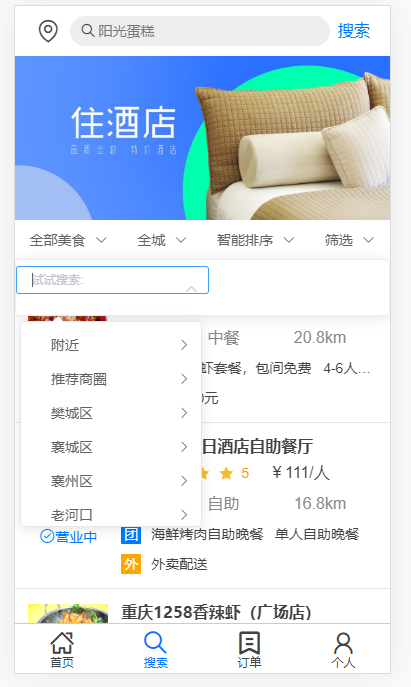 阳光蛋糕 搜索
住酒店
品质出游 特价酒店
全部美食 全城 智能排序 筛选
试试搜索:
附近
推荐商圈
樊城区
襄城区
襄州区
老河口
中餐 20.8km
虾套餐，包间免费 4-6人...
0元
日酒店自助餐厅
5 ￥111/人
自助 16.8km
营业中
团 海鲜烤肉自助晚餐 单人自助晚餐
外 外卖配送
重庆1258香辣虾（广场店）
首页 搜索 订单 个人